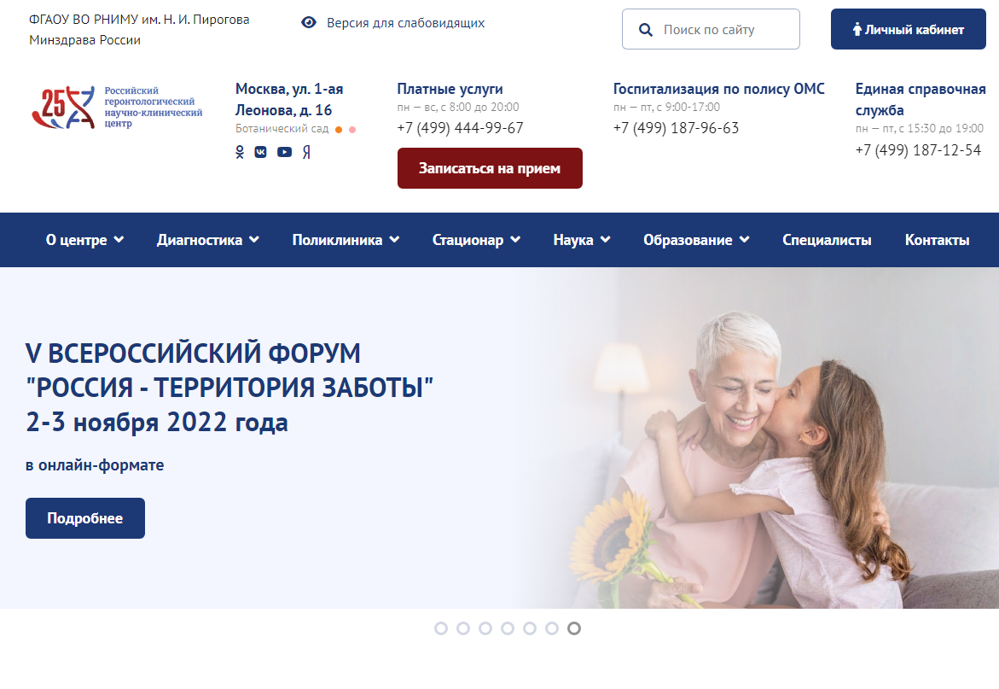 ФГАОУ ВО РНИМУ им. Н. И. Пирогова
Минздрава России
Версия для слабовидящих
Поиск по сайту
Личный кабинет
25
Российский
геронтологический
научно-клинический
центр
Москва, ул. 1-ая
Леонова, д. 16
Ботанический сад
Платные услуги
пн — вс, с 8:00 до 20:00
+7 (499) 444-99-67
Записаться на прием
Госпитализация по полису ОМС
пн — пт, с 9:00-17:00
+7 (499) 187-96-63
Единая справочная
служба
пн — пт, с 15:30 до 19:00
+7 (499) 187-12-54
О центре
Диагностика
Поликлиника
Стационар
Наука
Образование
Специалисты
Контакты
V ВСЕРОССИЙСКИЙ ФОРУМ
"РОССИЯ - ТЕРРИТОРИЯ ЗАБОТЫ"
2-3 ноября 2022 года
в онлайн-формате
Подробнее